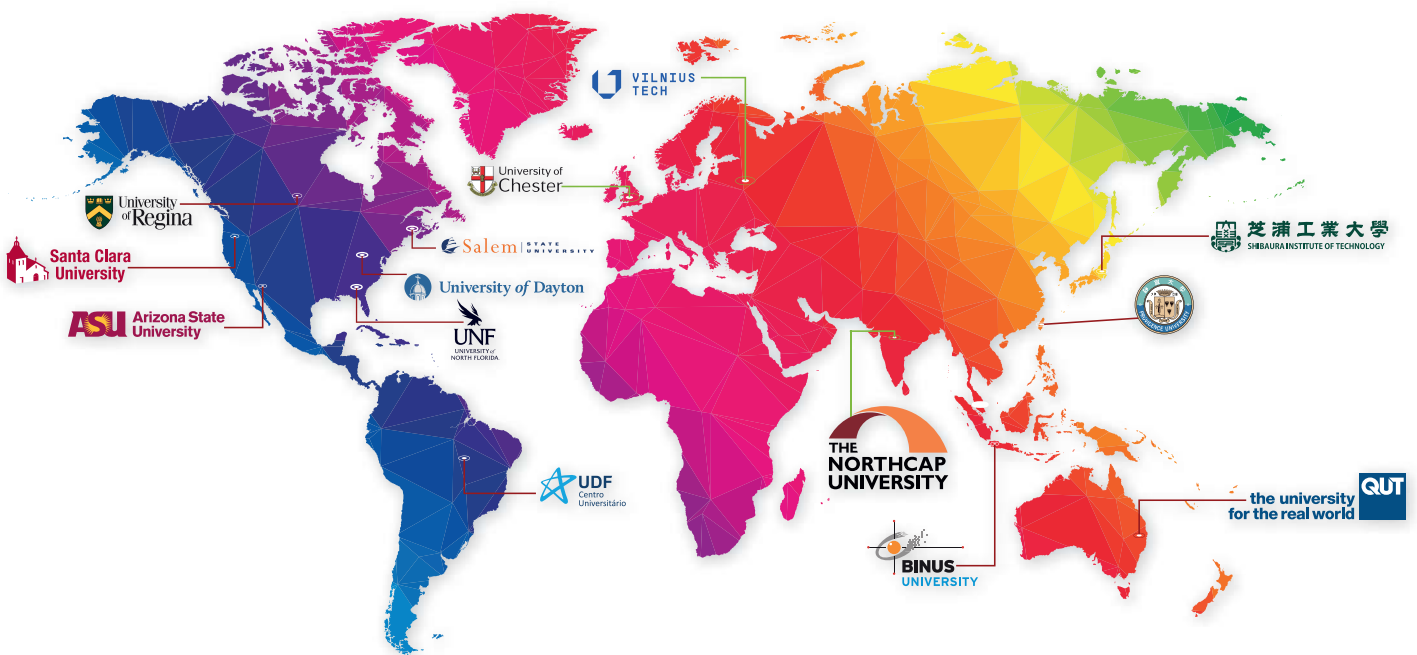 VILNIUS
TECH
University of
Chester
University
of Regina
Salem STATE
UNIVERSITY
芝浦工業大學
SHIBAURA INSTITUTE OF TECHNOLOGY
Santa Clara
University
University of Dayton
ASU Arizona State
University
UNF
UNIVERSITY of
NORTH FLORIDA.
PROVIDENCE UNIVERSITY
THE
NORTHCAP
UNIVERSITY
UDF
Centro
Universitário
the university
for the real world
QUT
BINUS
UNIVERSITY